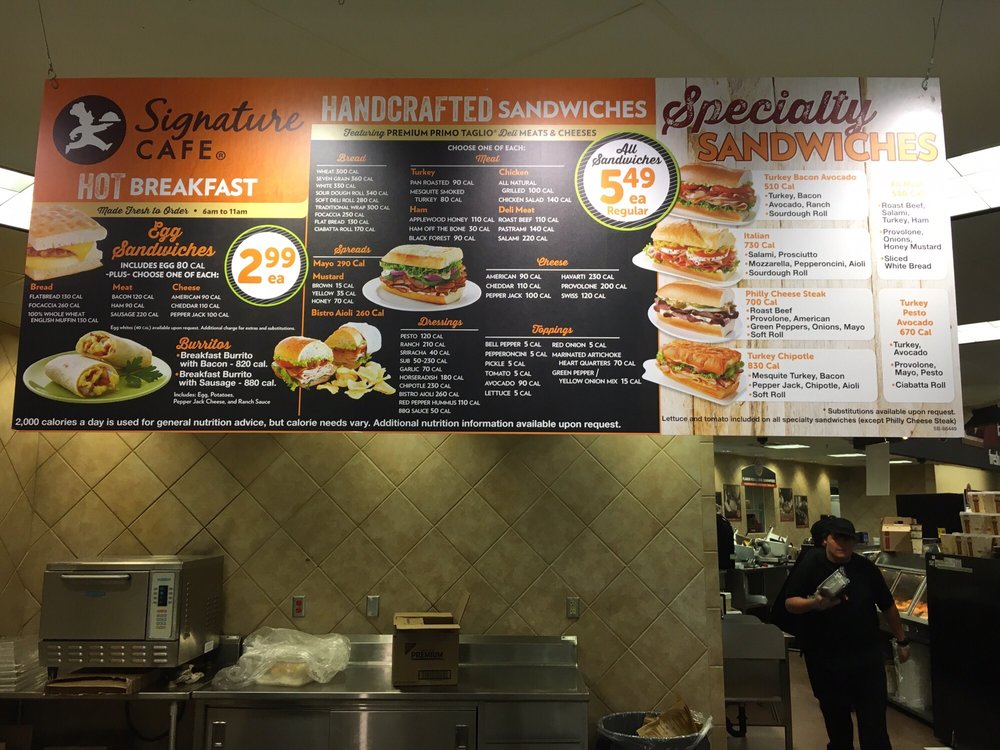 Signature
CAFE®
HOT BREAKFAST
Made Fresh to Order • 6am to 11am
Egg
Sandwiches
INCLUDES EGG 80 CAL
-PLUS- CHOOSE ONE OF EACH:
2.99
ea
Bread
FLATBREAD 130 CAL
FOCACCIA 260 CAL
100% WHOLE WHEAT
ENGLISH MUFFIN 130 CAL
Meat
BACON 120 CAL
HAM 90 CAL
SAUSAGE 220 CAL
Cheese
AMERICAN 90 CAL
CHEDDAR 110 CAL
PEPPER JACK 100 CAL
Egg whites (40 cal.) available upon request. Additional charge for extras and substitutions.
Burritos
•Breakfast Burrito
with Bacon - 820 cal.
•Breakfast Burrito
with Sausage - 880 cal.
Includes: Egg, Potatoes,
Pepper Jack Cheese, and Ranch Sauce
HANDCRAFTED SANDWICHES
Featuring PREMIUM PRIMO TAGLIO® Deli MEATS & CHEESES
CHOOSE ONE OF EACH:
All
Sandwiches
5.49
ea
Regular
Bread
WHEAT 300 CAL
SEVEN GRAIN 360 CAL
WHITE 330 CAL
SOUR DOUGH ROLL 340 CAL
SOFT DELI ROLL 280 CAL
TRADITIONAL WRAP 300 CAL
FOCACCIA 250 CAL
FLAT BREAD 130 CAL
CIABATTA ROLL 170 CAL
Meat
Turkey
PAN ROASTED 90 CAL
MESQUITE SMOKED
TURKEY 80 CAL
Ham
APPLEWOOD HONEY 110 CAL
HAM OFF THE BONE 30 CAL
BLACK FOREST 90 CAL
Chicken
ALL NATURAL
GRILLED 100 CAL
CHICKEN SALAD 140 CAL
Deli Meat
ROAST BEEF 110 CAL
PASTRAMI 140 CAL
SALAMI 220 CAL
Spreads
Mayo 290 Cal
Mustard
BROWN 15 CAL
YELLOW 35 CAL
HONEY 70 CAL
Bistro Aioli 260 Cal
Cheese
AMERICAN 90 CAL
CHEDDAR 110 CAL
PEPPER JACK 100 CAL
HAVARTI 230 CAL
PROVOLONE 200 CAL
SWISS 120 CAL
Dressings
PESTO 120 CAL
RANCH 210 CAL
SRIRACHA 40 CAL
SUB 50-230 CAL
GARLIC 70 CAL
HORSERADISH 180 CAL
CHIPOTLE 230 CAL
BISTRO AIOLI 260 CAL
RED PEPPER HUMMUS 110 CAL
BBQ SAUCE 50 CAL
Toppings
BELL PEPPER 5 CAL
PEPPERONCINI 5 CAL
PICKLE 5 CAL
TOMATO 5 CAL
AVOCADO 90 CAL
LETTUCE 5 CAL
RED ONION 5 CAL
MARINATED ARTICHOKE
HEART QUARTERS 70 CAL
GREEN PEPPER /
YELLOW ONION MIX 15 CAL
2,000 calories a day is used for general nutrition advice, but calorie needs vary. Additional nutrition information available upon request.
Specialty
SANDWICHES
Turkey Bacon Avocado
510 Cal
• Turkey, Bacon
• Avocado, Ranch
• Sourdough Roll
Italian
730 Cal
• Salami, Prosciutto
• Mozzarella, Pepperoncini, Aioli
• Sourdough Roll
Philly Cheese Steak
700 Cal
• Roast Beef
• Provolone, American
• Green Peppers, Onions, Mayo
• Soft Roll
Turkey Chipotle
830 Cal
• Mesquite Turkey, Bacon
• Pepper Jack, Chipotle, Aioli
• Soft Roll
• Roast Beef,
Salami,
Turkey, Ham
• Provolone,
Onions,
Honey Mustard
• Sliced
White Bread
Turkey
Pesto
Avocado
670 Cal
• Turkey,
Avocado
• Provolone,
Mayo, Pesto
• Ciabatta Roll
* Substitutions available upon request.
Lettuce and tomato included on all specialty sandwiches (except Philly Cheese Steak)
PREMIUM